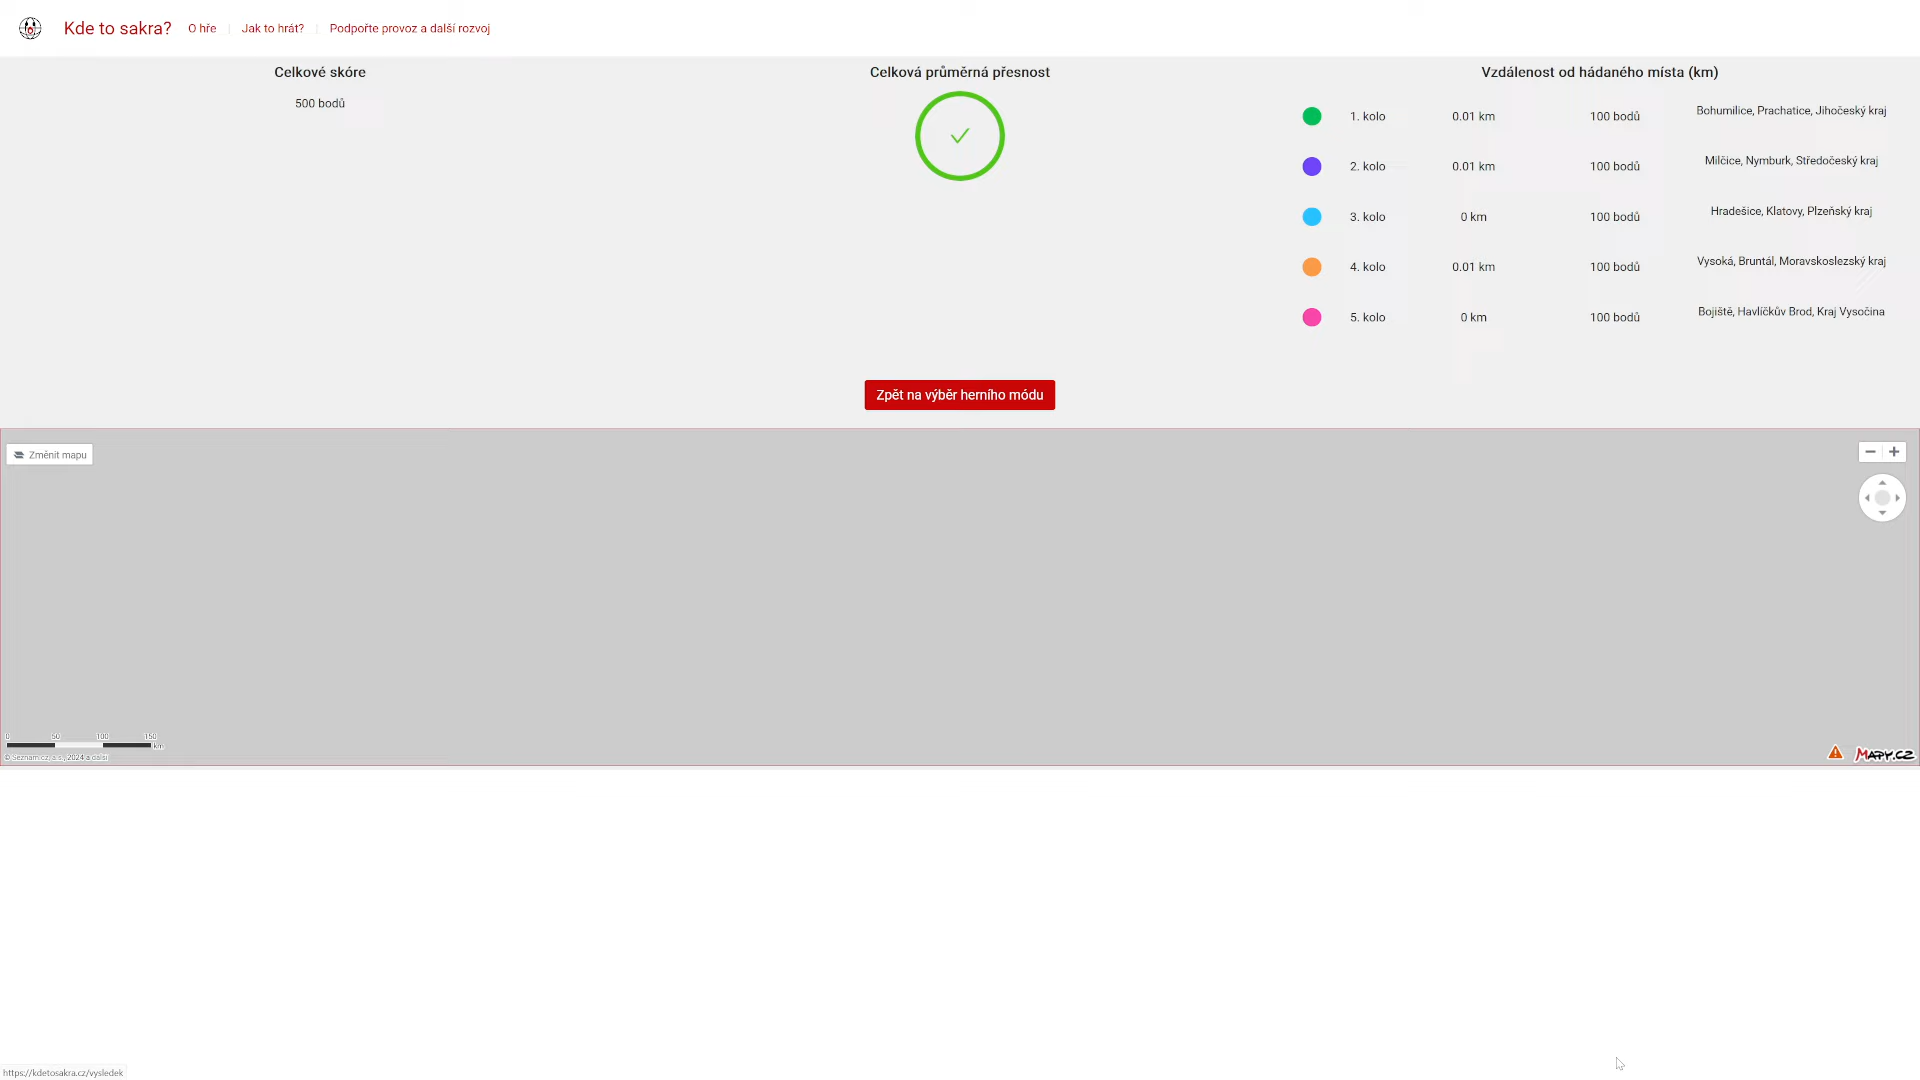 Kde to sakra?
O hře
Jak to hrát?
Podpořte provoz a další rozvoj
Celkové skóre
500 bodů
Celková průměrná přesnost
Vzdálenost od hádaného místa (km)
1. kolo 0.01 km 100 bodů Bohumilice, Prachatice, Jihočeský kraj
2. kolo 0.01 km 100 bodů Milčice, Nymburk, Středočeský kraj
3. kolo 0 km 100 bodů Hradešice, Klatovy, Plzeňský kraj
4. kolo 0.01 km 100 bodů Vysoká, Bruntál, Moravskoslezský kraj
5. kolo 0 km 100 bodů Bojiště, Havlíčkův Brod, Kraj Vysočina
Zpět na výběr herního módu
Změnit mapu
0 50 100 150
km
© Seznam.cz, a.s., 2024 a další
Mapy.cz
https://kdetosakra.cz/vysledek